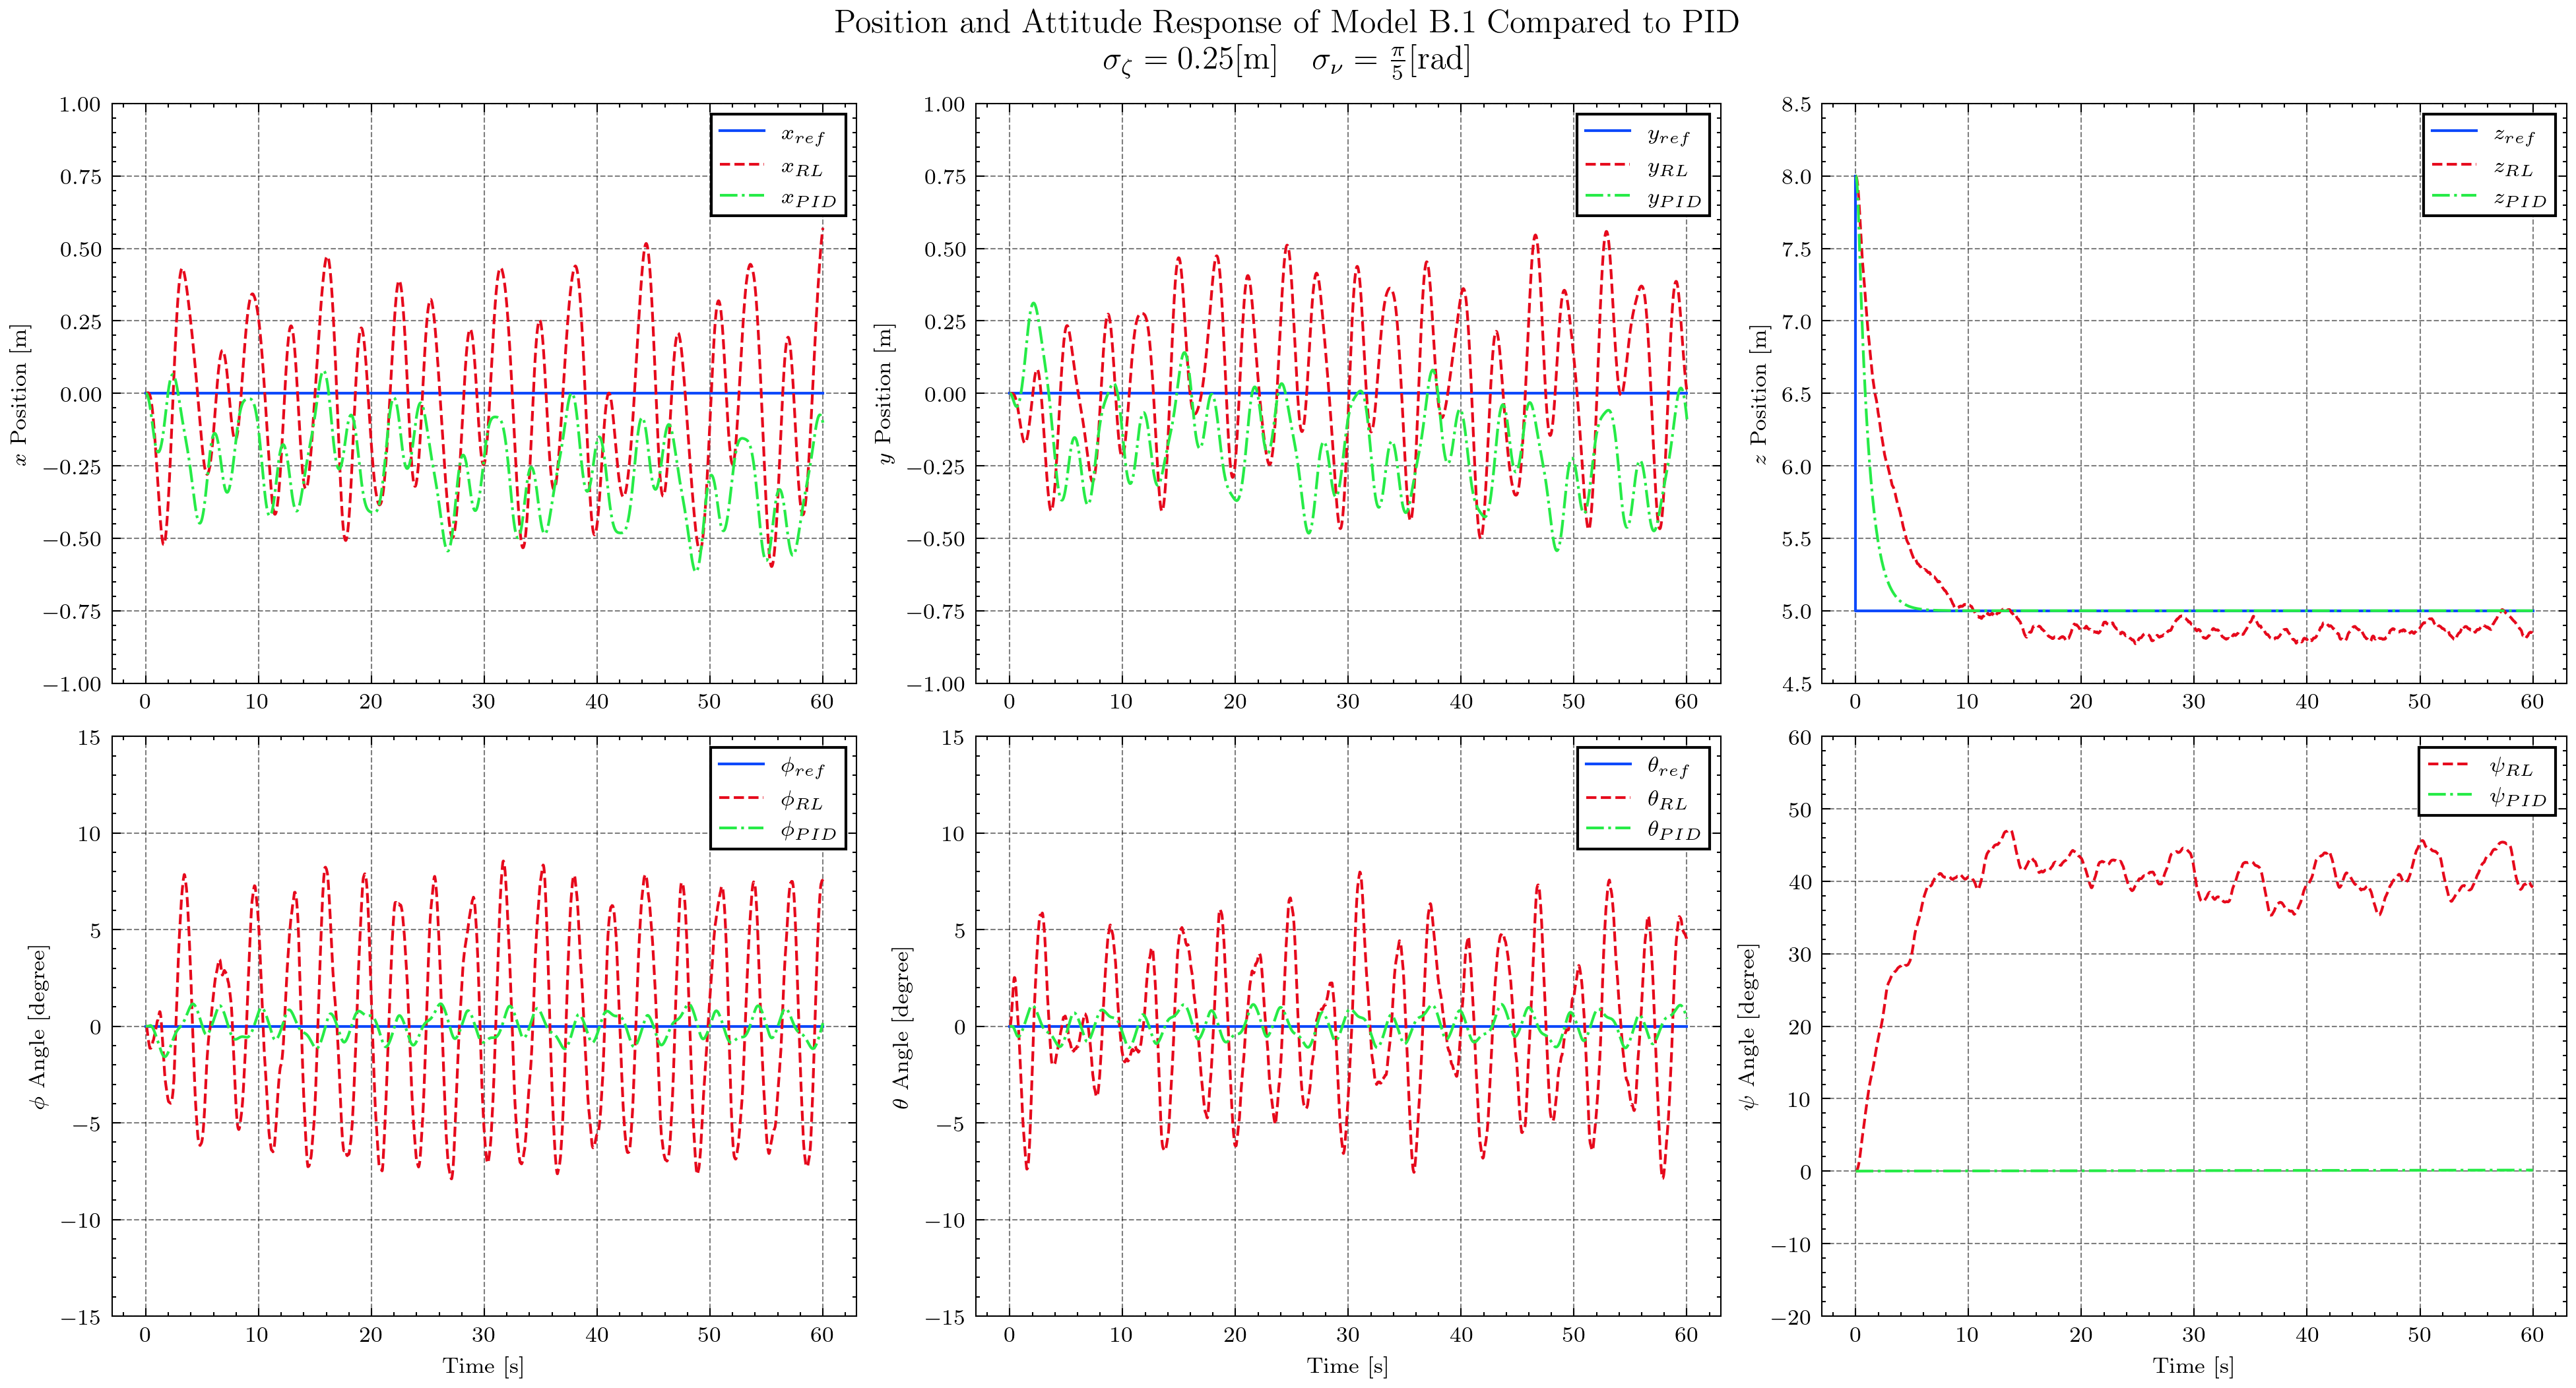 Position and Attitude Response of Model B.1 Compared to PID
σ_ζ = 0.25[m] σ_ν = π/5[rad]
1.00
0.75
0.50
0.25
0.00
−0.25
−0.50
−0.75
−1.00
x Position [m]
x_ref
x_RL
x_PID
0 10 20 30 40 50 60
1.00
0.75
0.50
0.25
0.00
−0.25
−0.50
−0.75
−1.00
y Position [m]
y_ref
y_RL
y_PID
0 10 20 30 40 50 60
8.5
8.0
7.5
7.0
6.5
6.0
5.5
5.0
4.5
z Position [m]
z_ref
z_RL
z_PID
0 10 20 30 40 50 60
15
10
5
0
−5
−10
−15
ϕ Angle [degree]
ϕ_ref
ϕ_RL
ϕ_PID
0 10 20 30 40 50 60
Time [s]
15
10
5
0
−5
−10
−15
θ Angle [degree]
θ_ref
θ_RL
θ_PID
0 10 20 30 40 50 60
Time [s]
60
50
40
30
20
10
0
−10
−20
ψ Angle [degree]
ψ_RL
ψ_PID
0 10 20 30 40 50 60
Time [s]